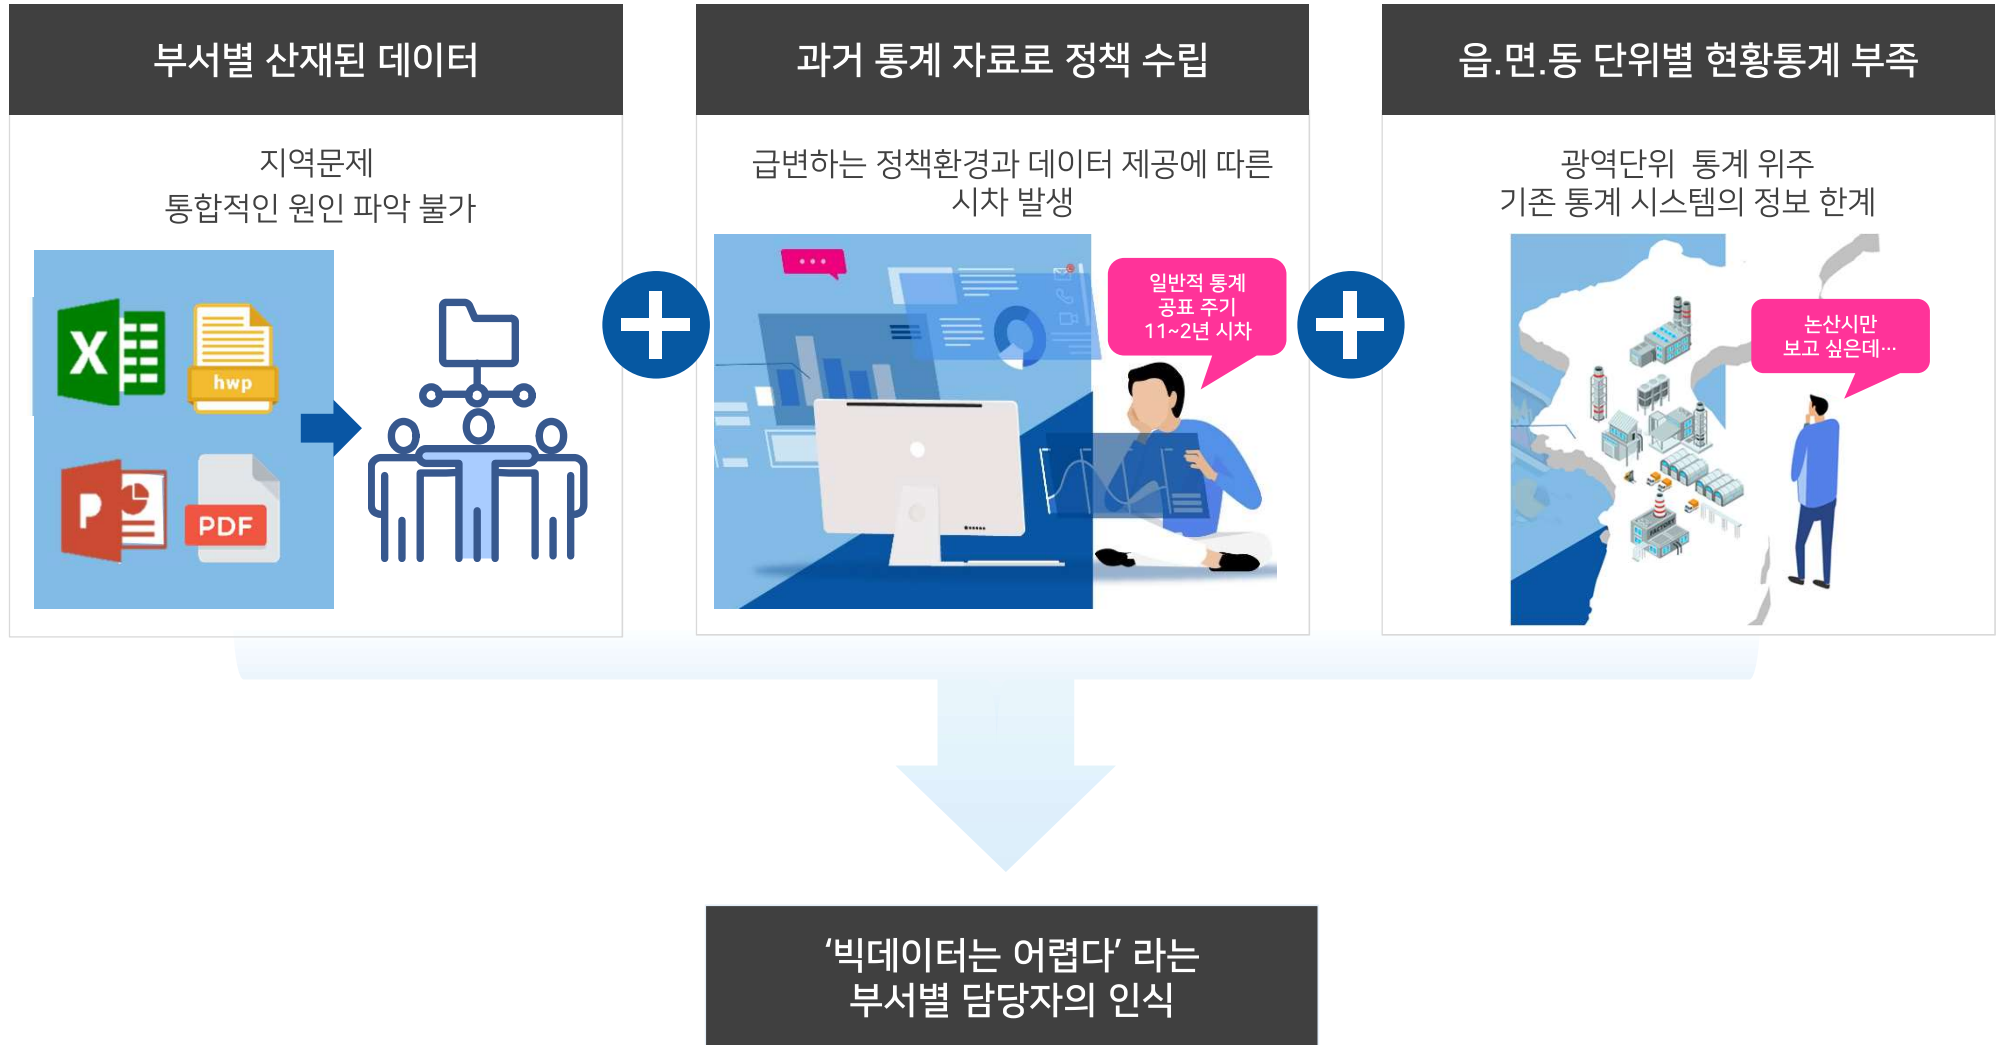 부서별 산재된 데이터
지역문제
통합적인 원인 파악 불가
X
hwp
P
PDF
과거 통계 자료로 정책 수립
급변하는 정책환경과 데이터 제공에 따른
시차 발생
일반적 통계
공표 주기
11~2년 시차
읍.면.동 단위별 현황통계 부족
광역단위 통계 위주
기존 통계 시스템의 정보 한계
논산시만
보고 싶은데…
FACTORY
‘빅데이터는 어렵다’ 라는
부서별 담당자의 인식